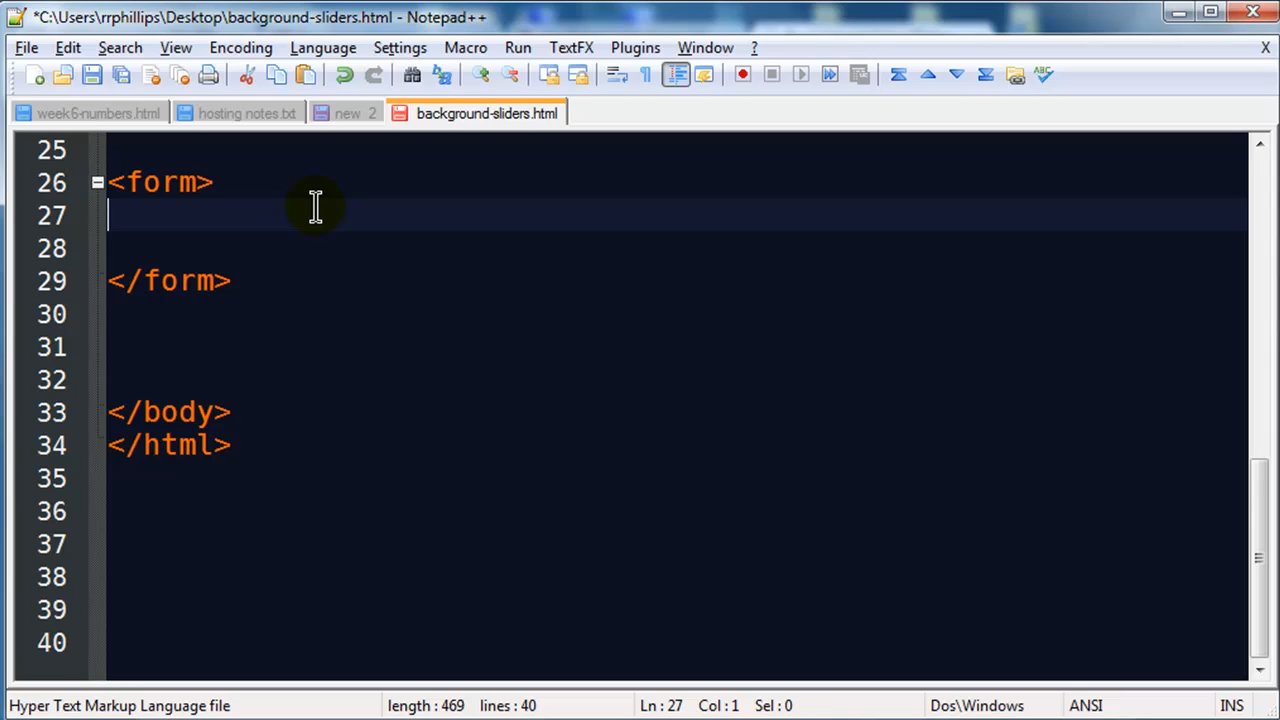 *C:\Users\rrphillips\Desktop\background-sliders.html - Notepad++
File Edit Search View Encoding Language Settings Macro Run TextFX Plugins Window ? X
week6-numbers.html hosting notes.txt new 2 background-sliders.html
25
26 <form>
27
28
29 </form>
30
31
32
33 </body>
34 </html>
35
36
37
38
39
40
Hyper Text Markup Language file length : 469 lines : 40 Ln : 27 Col : 1 Sel : 0 Dos\Windows ANSI INS